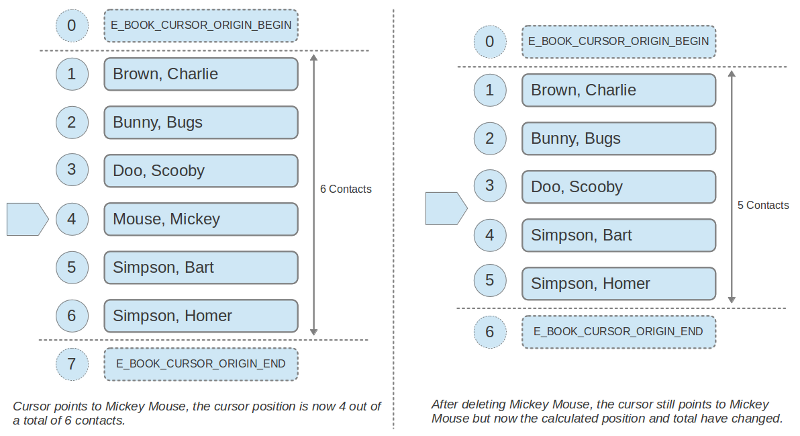 0
E_BOOK_CURSOR_ORIGIN_BEGIN
1
Brown, Charlie
2
Bunny, Bugs
3
Doo, Scooby
4
Mouse, Mickey
5
Simpson, Bart
6
Simpson, Homer
7
E_BOOK_CURSOR_ORIGIN_END
6 Contacts
Cursor points to Mickey Mouse, the cursor position is now 4 out of
a total of 6 contacts.
0
E_BOOK_CURSOR_ORIGIN_BEGIN
1
Brown, Charlie
2
Bunny, Bugs
3
Doo, Scooby
4
Simpson, Bart
5
Simpson, Homer
6
E_BOOK_CURSOR_ORIGIN_END
5 Contacts
After deleting Mickey Mouse, the cursor still points to Mickey
Mouse but now the calculated position and total have changed.